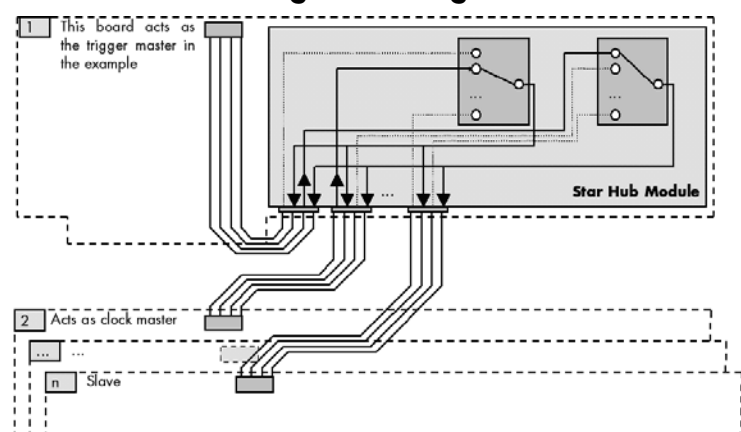 1 This board acts as
the trigger master in
the example
...
...
...
Star Hub Module
2 Acts as clock master
... ...
n Slave